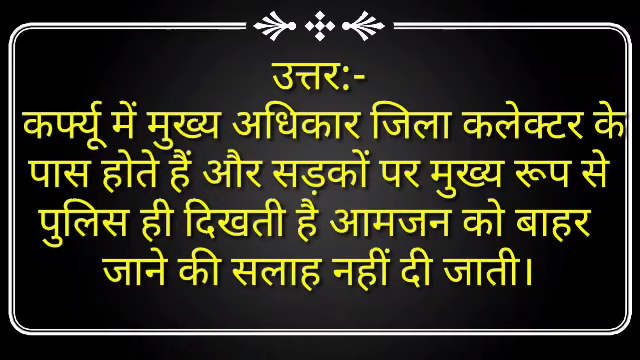 उत्तर:-
कर्फ्यू में मुख्य अधिकार जिला कलेक्टर के
पास होते हैं और सड़कों पर मुख्य रूप से
पुलिस ही दिखती है आमजन को बाहर
जाने की सलाह नहीं दी जाती।